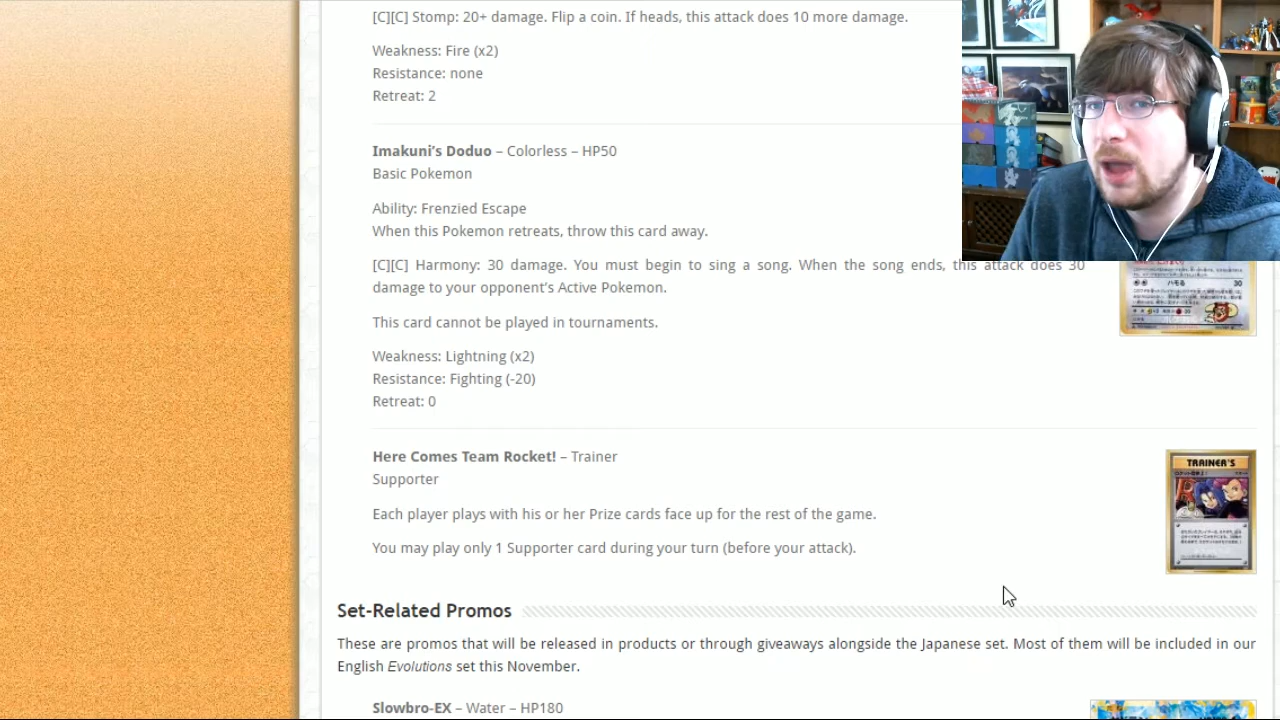 [C][C] Stomp: 20+ damage. Flip a coin. If heads, this attack does 10 more damage.
Weakness: Fire (x2)
Resistance: none
Retreat: 2
Imakuni's Doduo – Colorless – HP50
Basic Pokemon
Ability: Frenzied Escape
When this Pokemon retreats, throw this card away.
[C][C] Harmony: 30 damage. You must begin to sing a song. When the song ends, this attack does 30
damage to your opponent's Active Pokemon.
ハモる 30
This card cannot be played in tournaments.
Weakness: Lightning (x2)
Resistance: Fighting (-20)
Retreat: 0
Here Comes Team Rocket! – Trainer
Supporter
TRAINER'S
Each player plays with his or her Prize cards face up for the rest of the game.
You may play only 1 Supporter card during your turn (before your attack).
Set-Related Promos
These are promos that will be released in products or through giveaways alongside the Japanese set. Most of them will be included in our
English Evolutions set this November.
Slowbro-EX – Water – HP180